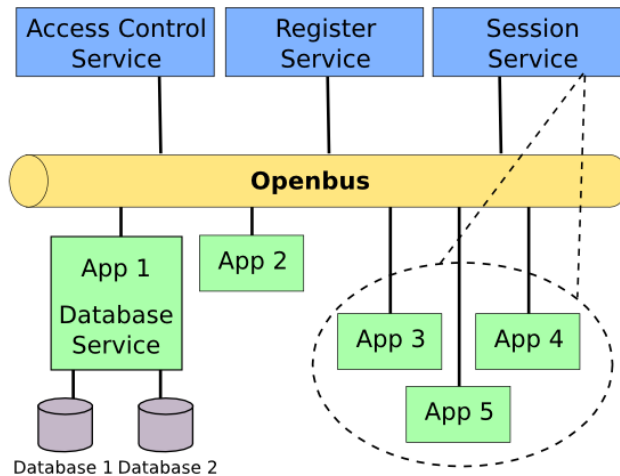 Access Control
Service
Register
Service
Session
Service
Openbus
App 1
Database
Service
App 2
App 3
App 4
App 5
Database 1
Database 2